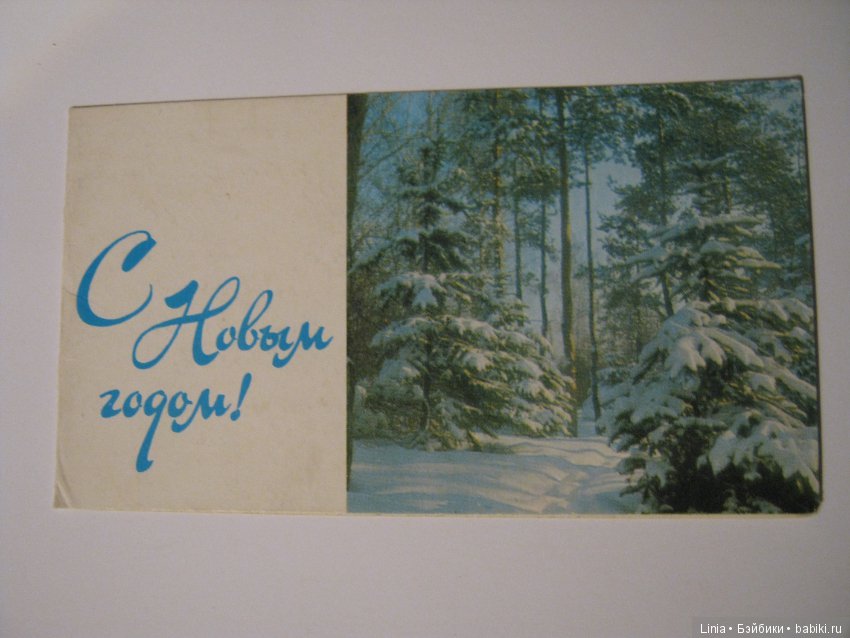 С Новым
годом!
Linia • Бэйбики • babiki.ru